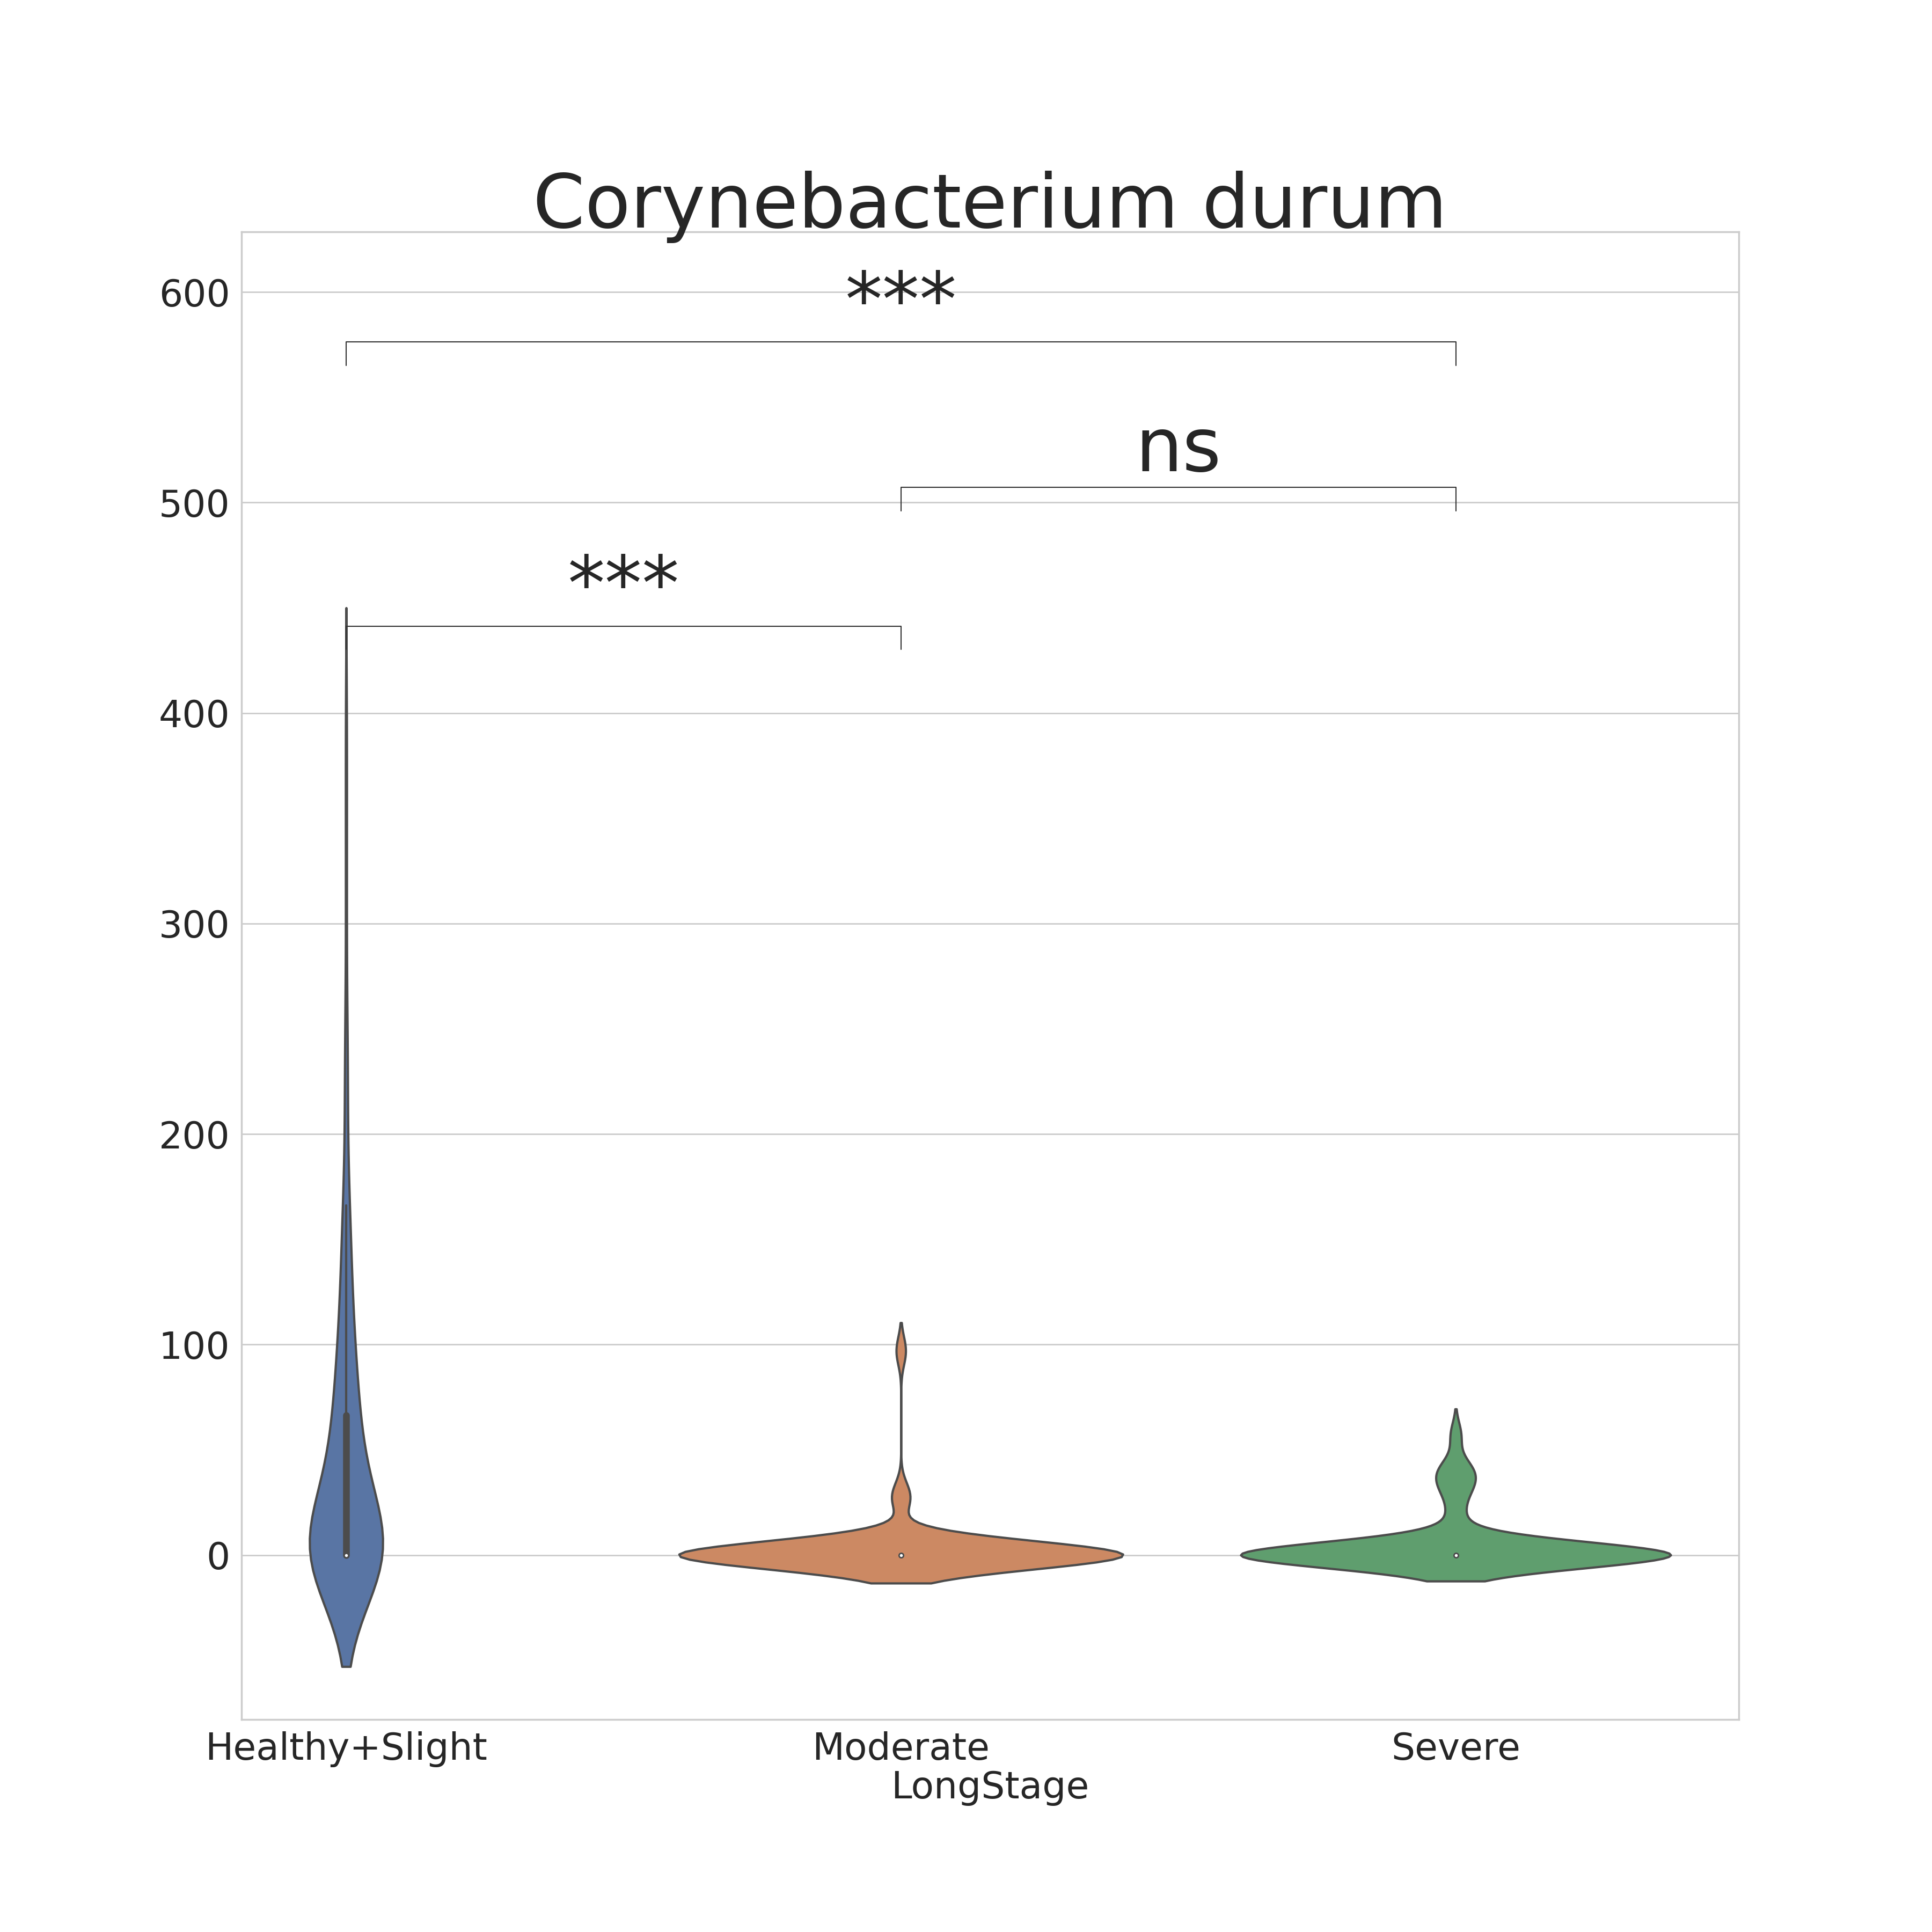 Corynebacterium durum
600
***
ns
500
***
400
300
200
100
0
Healthy+Slight Moderate Severe
LongStage